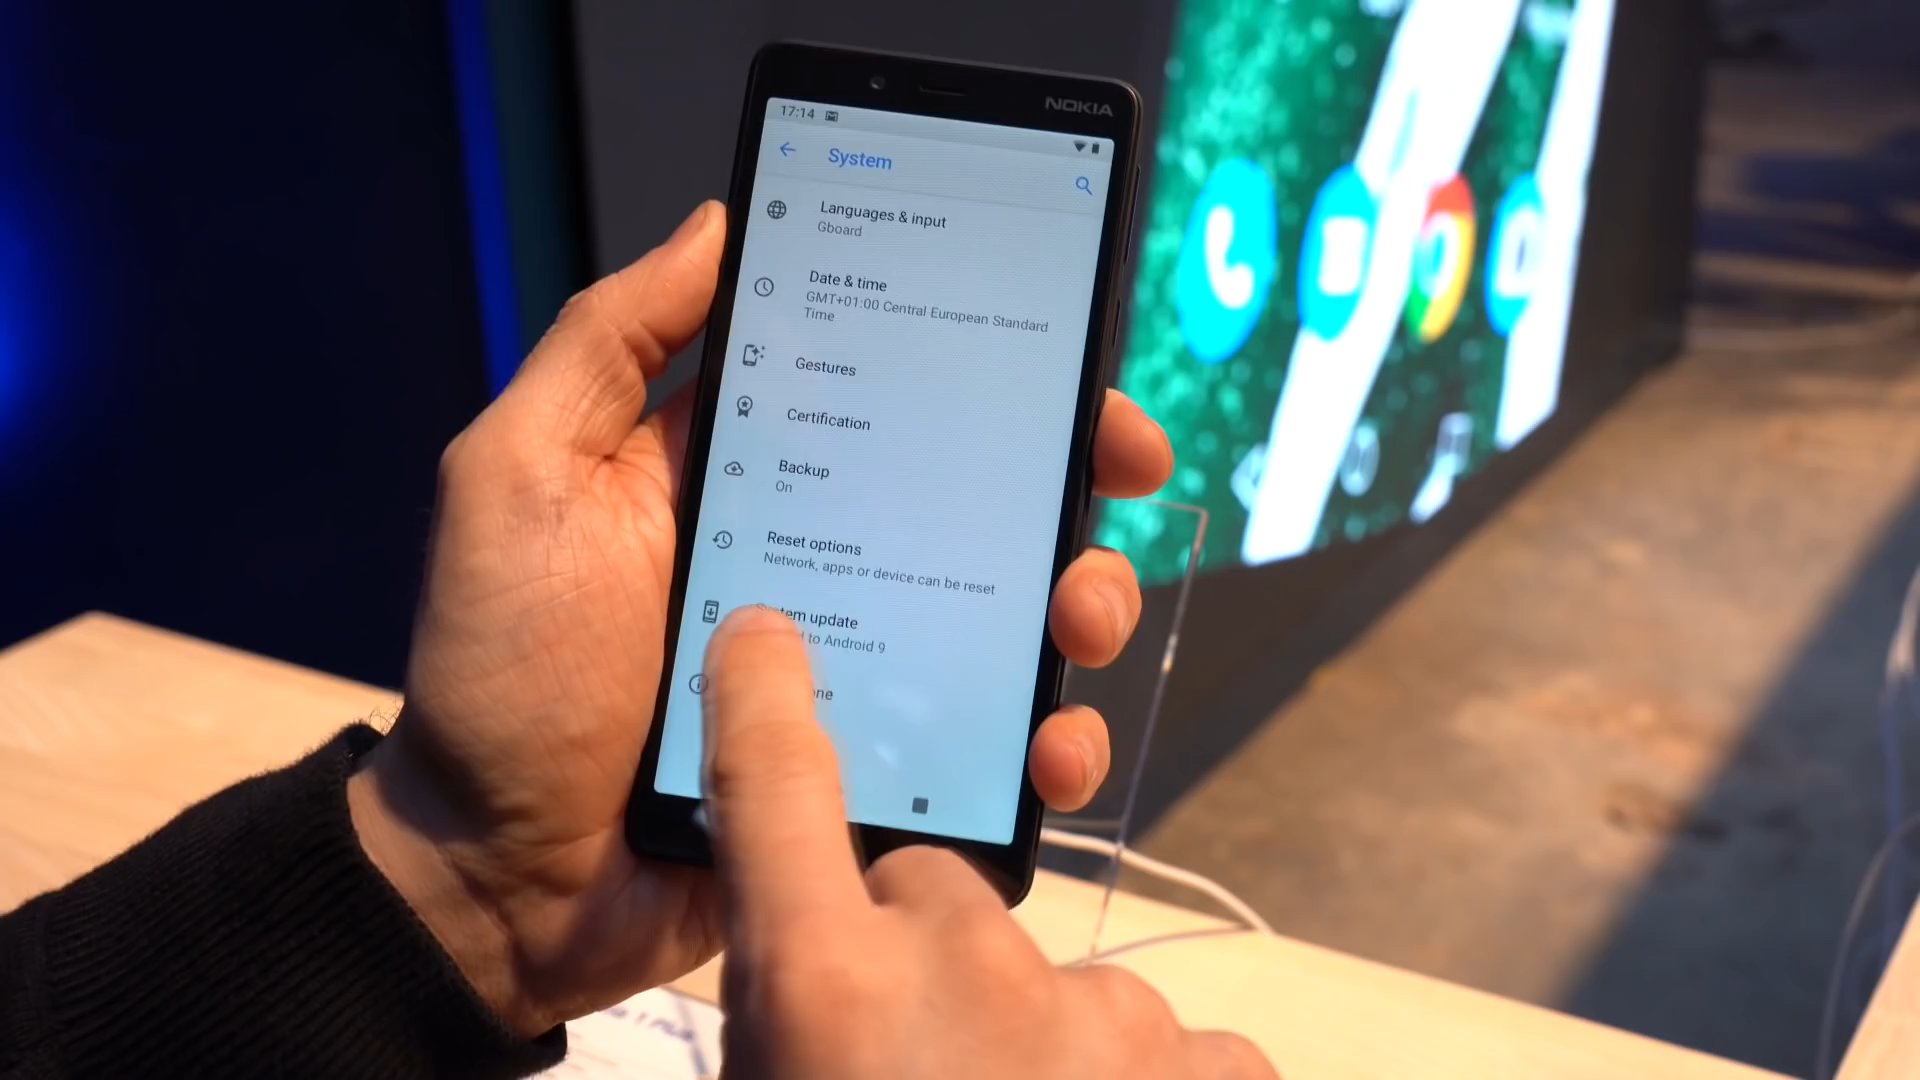 NOKIA
17:14
System
Languages & input
Gboard
Date & time
GMT+01:00 Central European Standard
Time
Gestures
Certification
Backup
On
Reset options
Network, apps or device can be reset
update
to Android 9